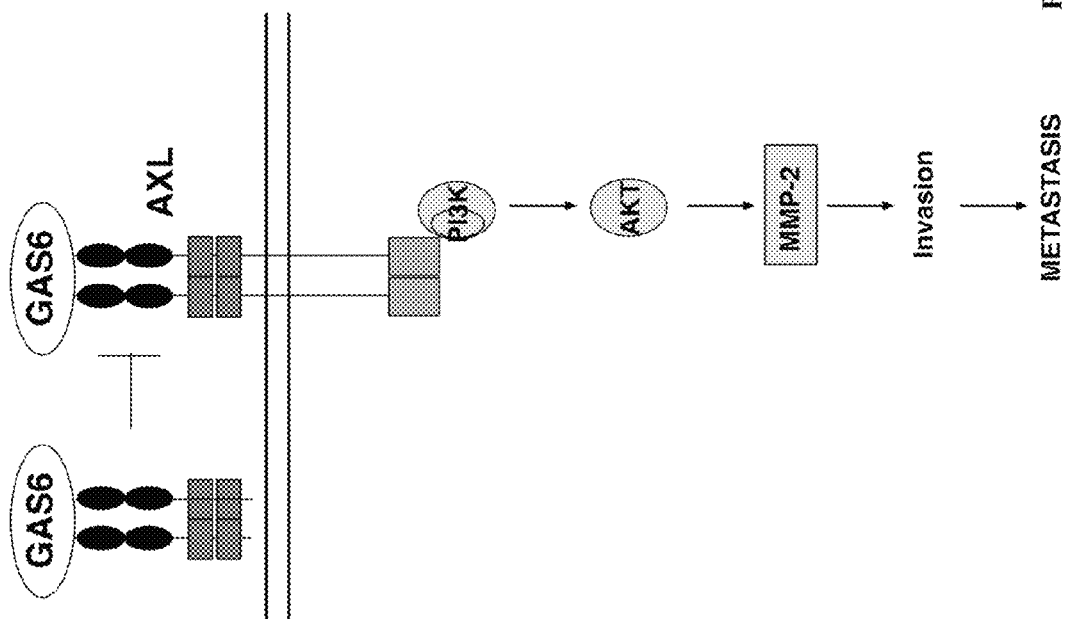 GAS6
GAS6
AXL
PI3K
AKT
MMP-2
Invasion
METASTASIS